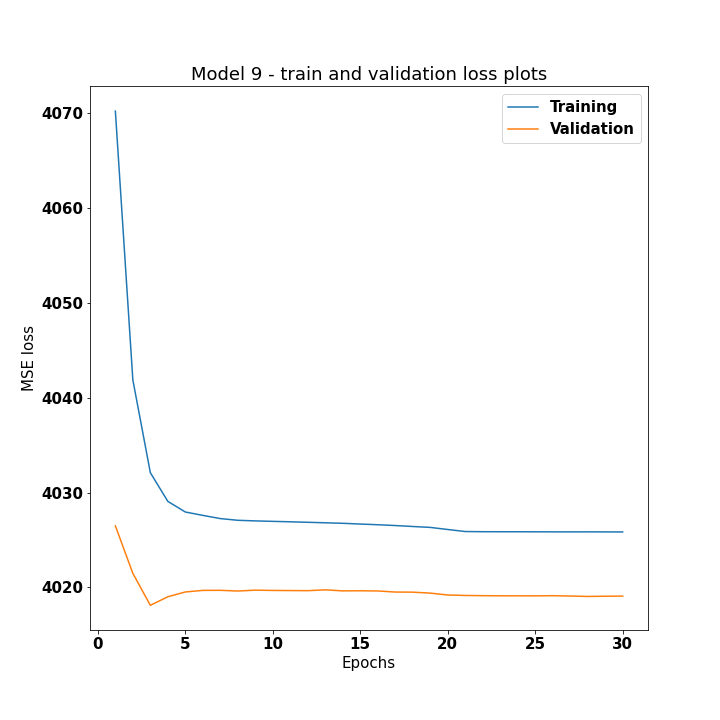 Model 9 - train and validation loss plots
Training
Validation
MSE loss
4070
4060
4050
4040
4030
4020
0 5 10 15 20 25 30
Epochs